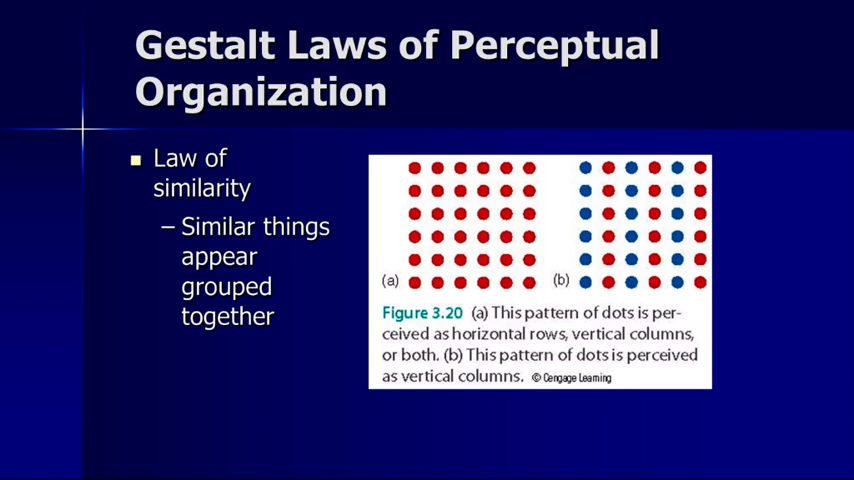 Gestalt Laws of Perceptual
Organization
Law of
similarity
– Similar things
appear
grouped
together
(a)
(b)
Figure 3.20 (a) This pattern of dots is per-
ceived as horizontal rows, vertical columns,
or both. (b) This pattern of dots is perceived
as vertical columns. © Cengage Learning